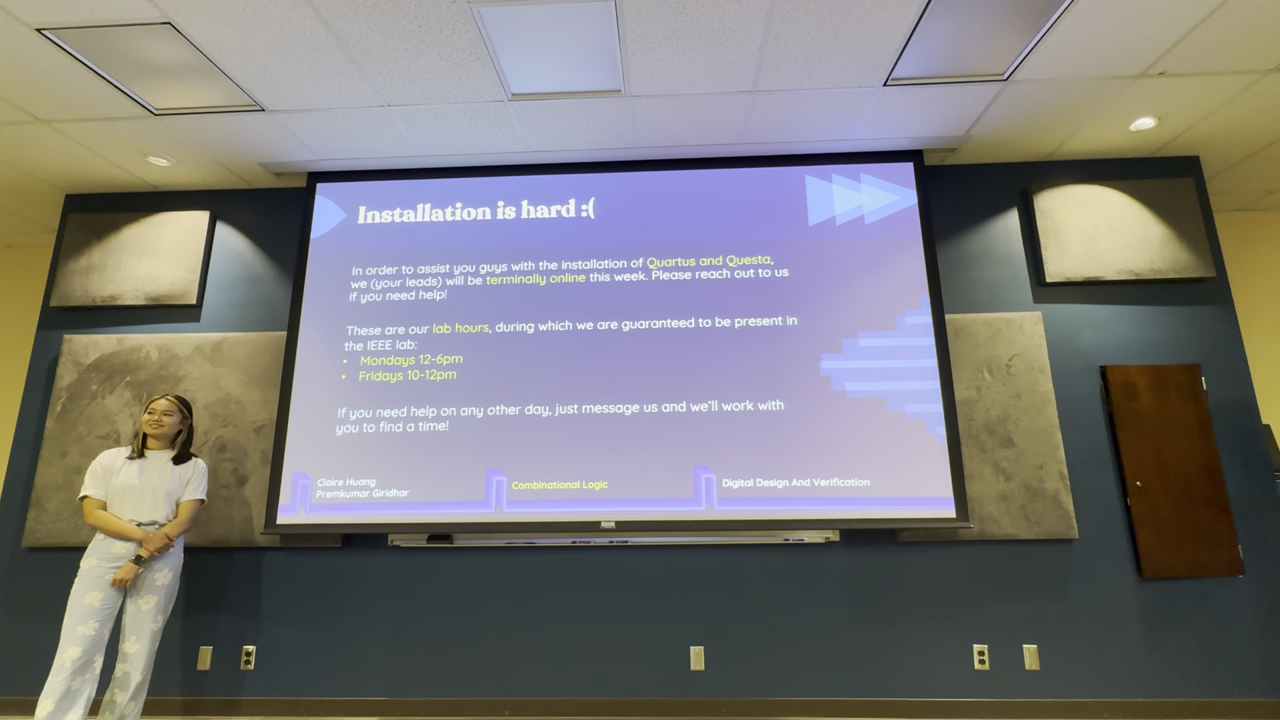 Installation is hard :(
In order to assist you guys with the installation of Quartus and Questa,
we (your leads) will be terminally online this week. Please reach out to us
if you need help!
These are our lab hours, during which we are guaranteed to be present in
the IEEE lab:
• Mondays 12-6pm
• Fridays 10-12pm
If you need help on any other day, just message us and we'll work with
you to find a time!
Claire Huang
Premkumar Giridhar
Combinational Logic
Digital Design And Verification